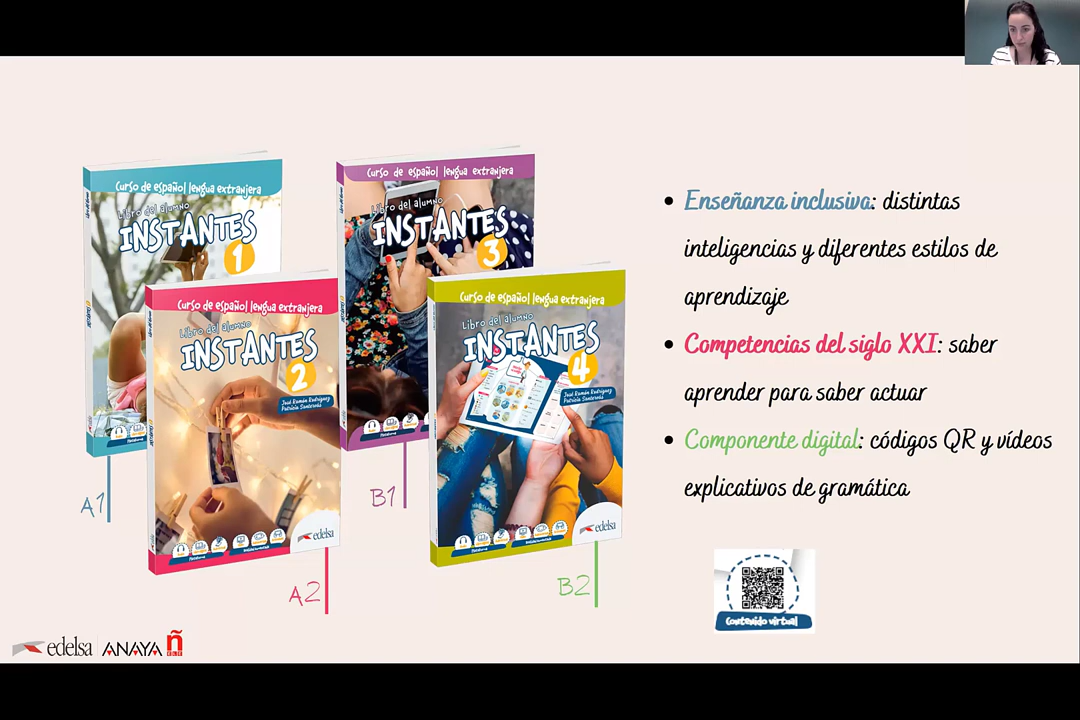 Curso de español lengua extranjera
Libro del alumno
INSTANTES
1
A1
Curso de español lengua extranjera
Libro del alumno
INSTANTES
2
José Ramón Rodríguez
Patricia Santervás
edelsa
A2
Curso de español lengua extranjera
Libro del alumno
INSTANTES
3
B1
Curso de español lengua extranjera
Libro del alumno
INSTANTES
4
José Ramón Rodríguez
Patricia Santervás
edelsa
B2
Enseñanza inclusiva: distintas
inteligencias y diferentes estilos de
aprendizaje
Competencias del siglo XXI: saber
aprender para saber actuar
Componente digital: códigos QR y vídeos
explicativos de gramática
Contenido virtual
edelsa ANAYA ñ
ELE